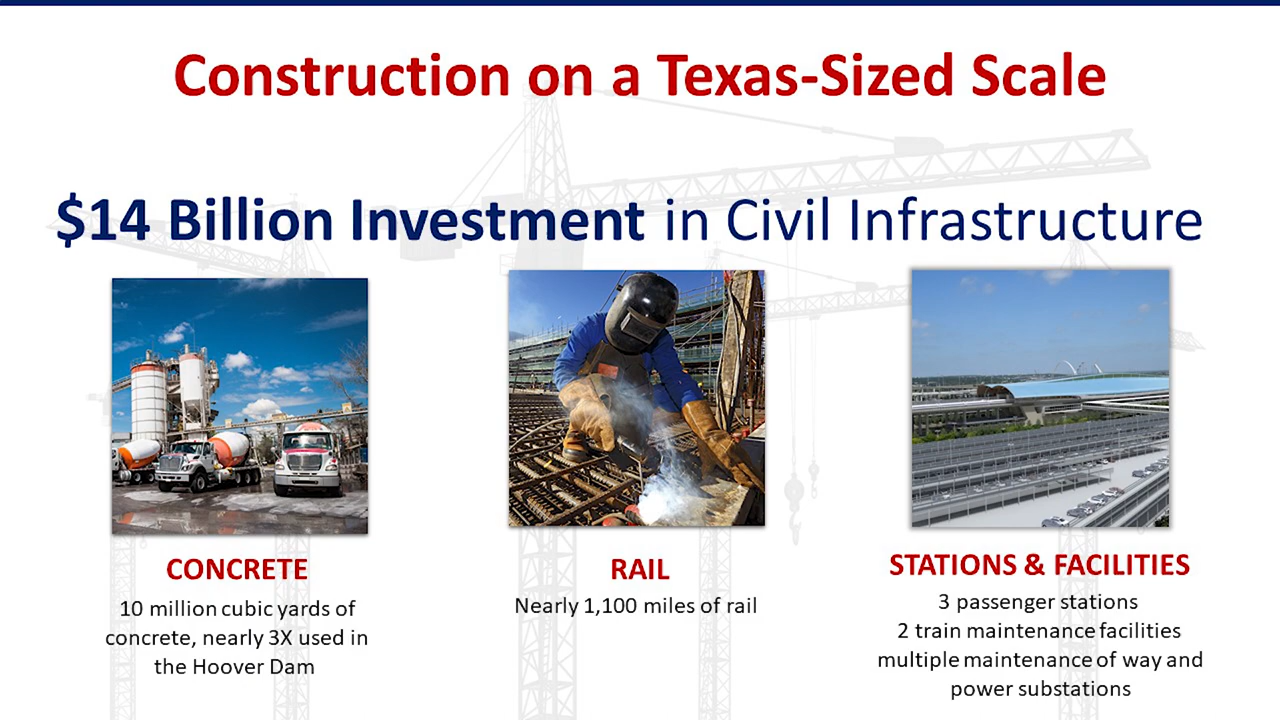 Construction on a Texas-Sized Scale
$14 Billion Investment in Civil Infrastructure
CONCRETE
10 million cubic yards of
concrete, nearly 3X used in
the Hoover Dam
RAIL
Nearly 1,100 miles of rail
STATIONS & FACILITIES
3 passenger stations
2 train maintenance facilities
multiple maintenance of way and
power substations